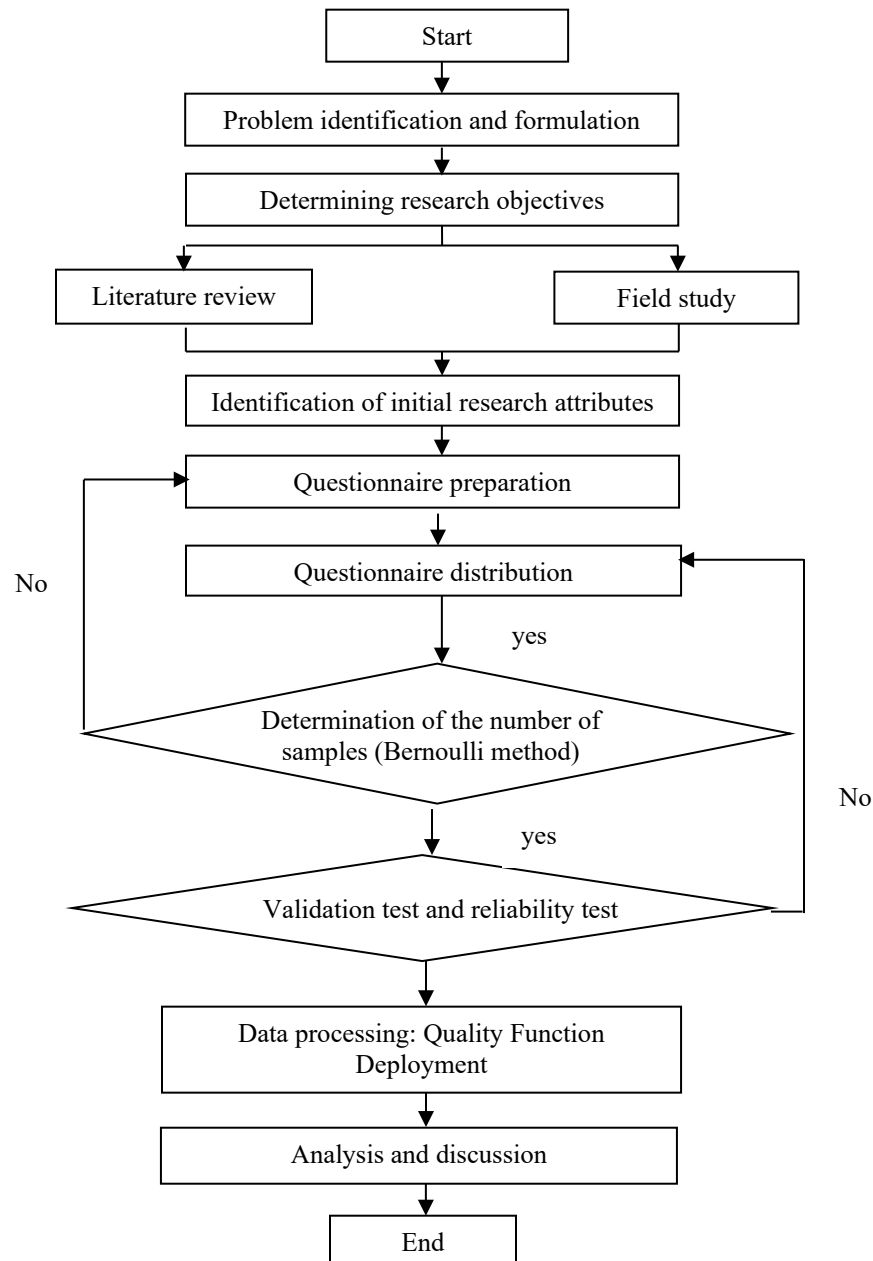 Start
Problem identification and formulation
Determining research objectives
Literature review
Field study
Identification of initial research attributes
Questionnaire preparation
Questionnaire distribution
No
yes
Determination of the number of
samples (Bernoulli method)
No
yes
Validation test and reliability test
Data processing: Quality Function
Deployment
Analysis and discussion
End